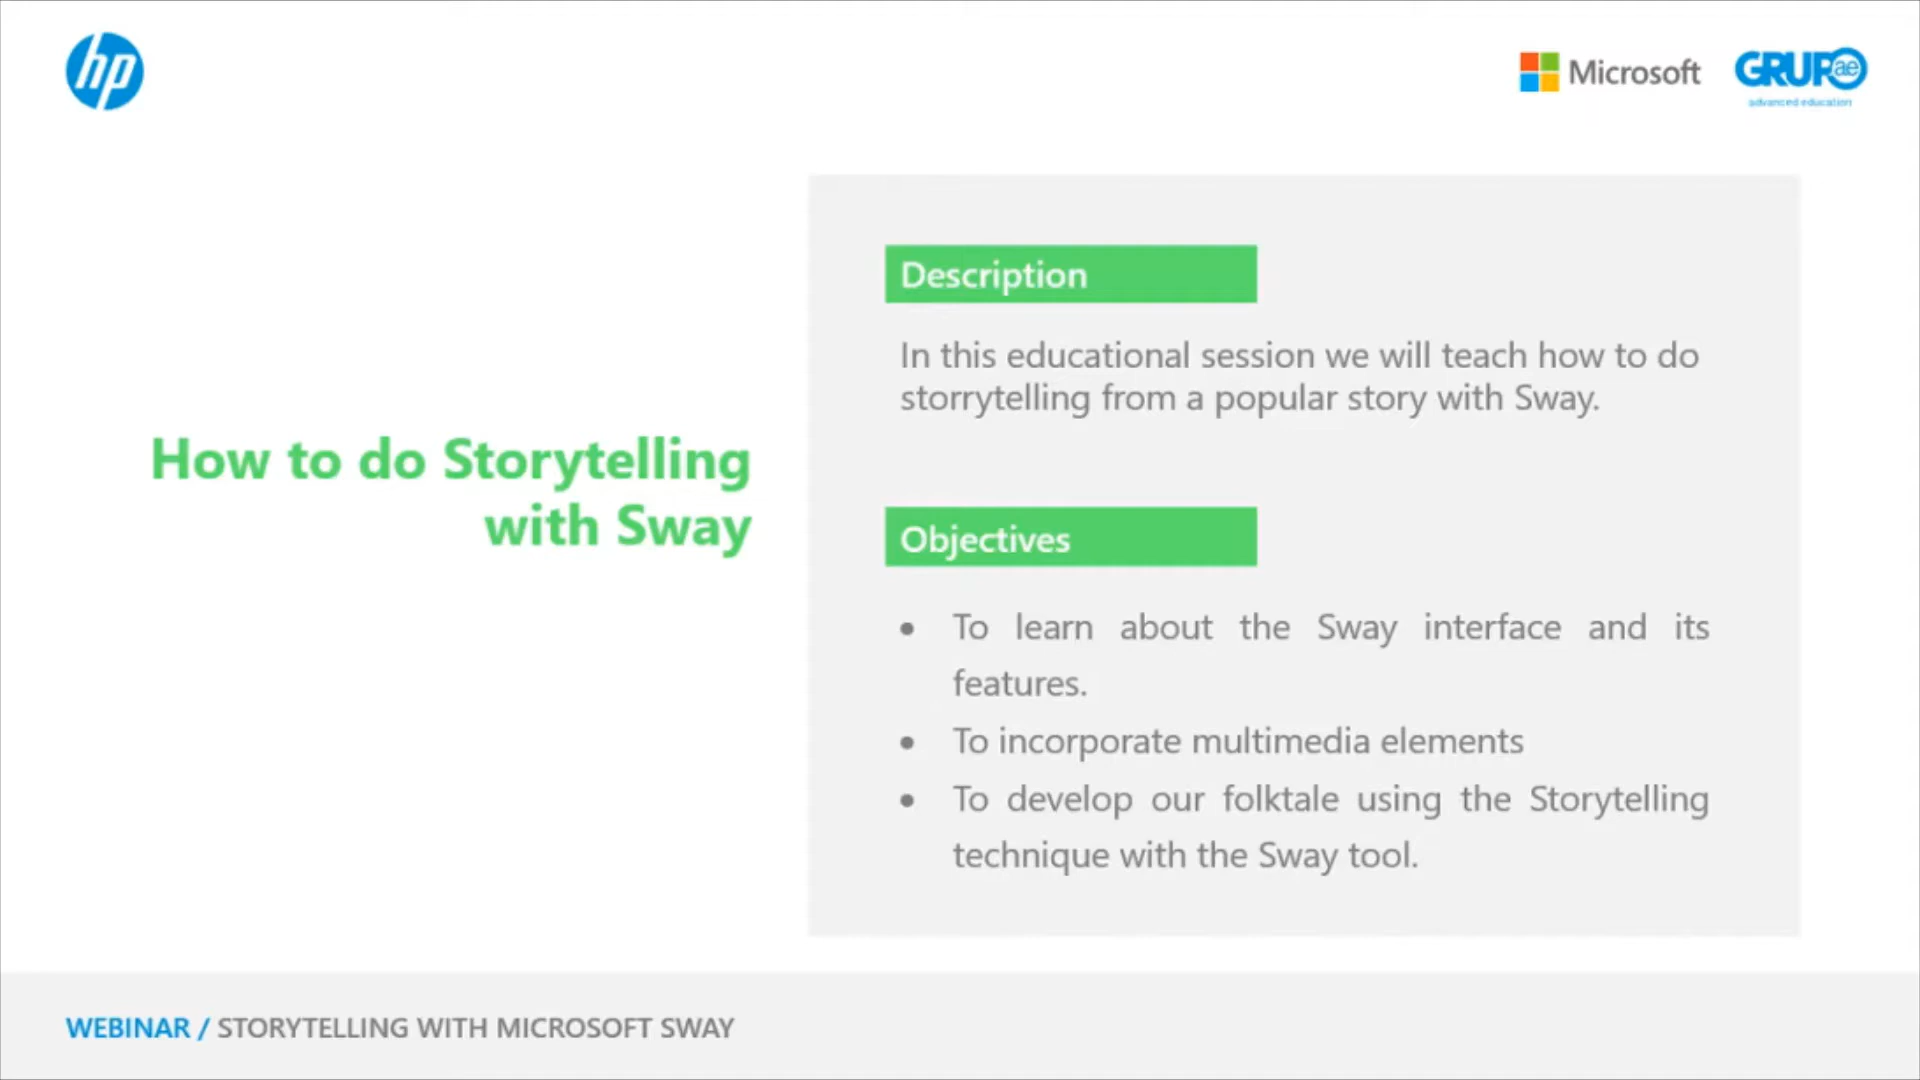 hp
Microsoft
GRUPO ae
advanced education
How to do Storytelling
with Sway
Description
In this educational session we will teach how to do
storrytelling from a popular story with Sway.
Objectives
• To learn about the Sway interface and its
features.
• To incorporate multimedia elements
• To develop our folktale using the Storytelling
technique with the Sway tool.
WEBINAR / STORYTELLING WITH MICROSOFT SWAY